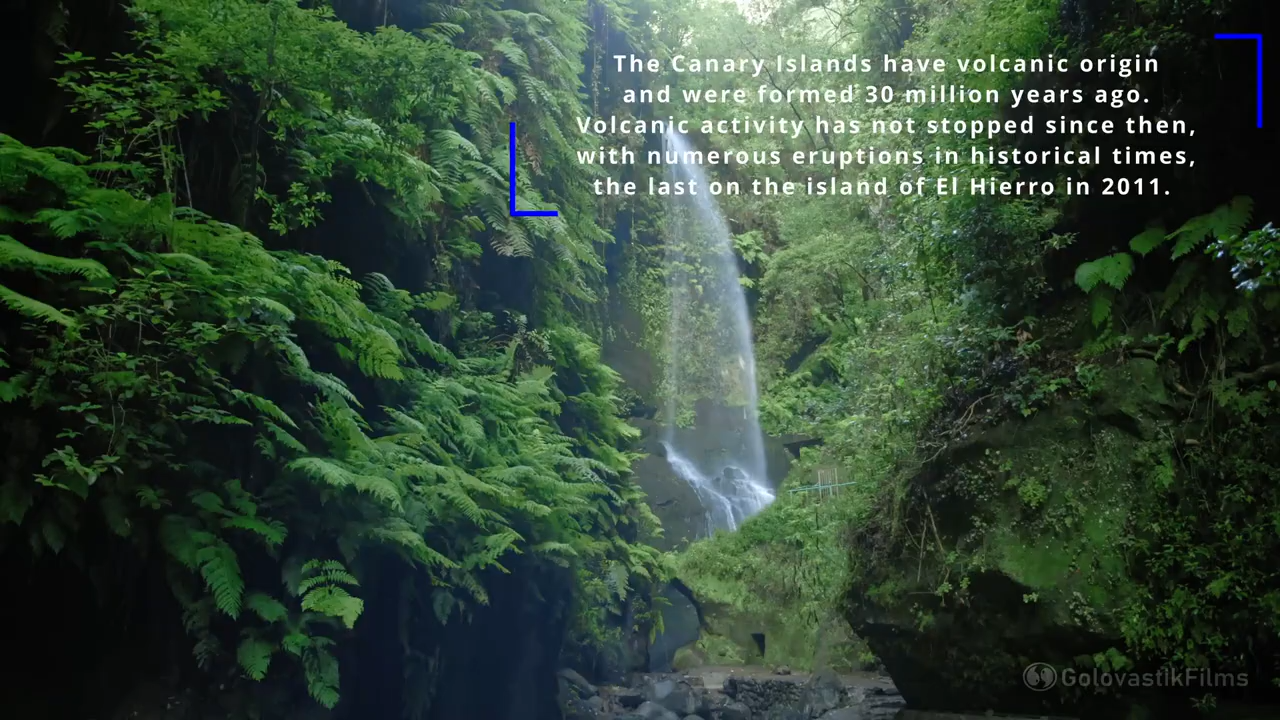 The Canary Islands have volcanic origin
and were formed 30 million years ago.
Volcanic activity has not stopped since then,
with numerous eruptions in historical times,
the last on the island of El Hierro in 2011.
GolovastikFilms